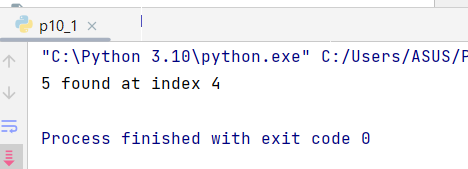 p10_1
"C:\Python 3.10\python.exe" C:/Users/ASUS/P
5 found at index 4
Process finished with exit code 0